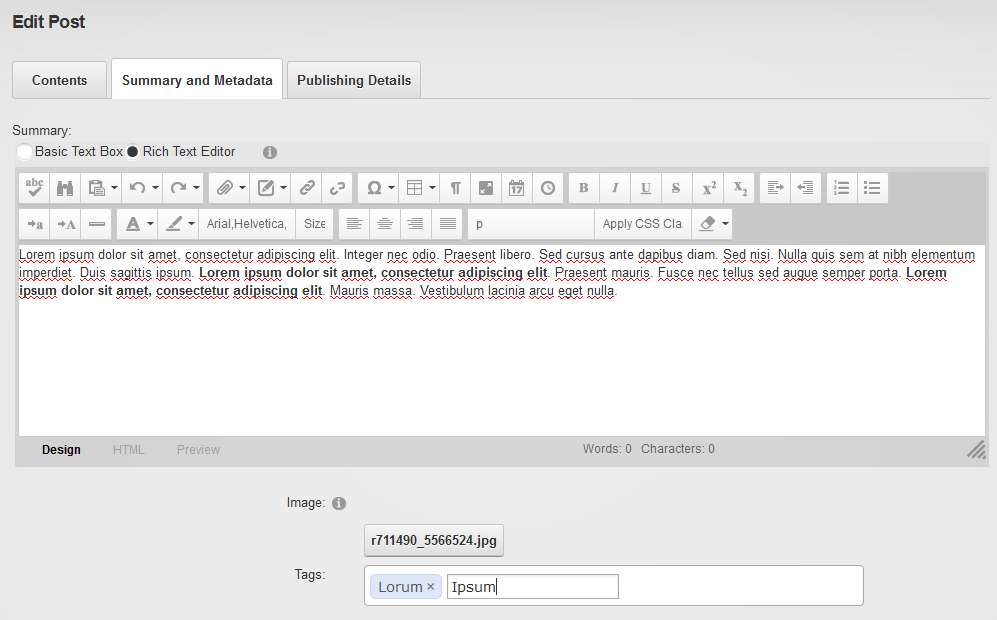 Edit Post
Contents Summary and Metadata Publishing Details
Summary:
Basic Text Box Rich Text Editor
abc 17 B I U S x² X₂
a A A Arial,Helvetica, Size p Apply CSS Cla
Lorem ipsum dolor sit amet, consectetur adipiscing elit. Integer nec odio. Praesent libero. Sed cursus ante dapibus diam. Sed nisi. Nulla quis sem at nibh elementum
imperdiet. Duis sagittis ipsum. Lorem ipsum dolor sit amet, consectetur adipiscing elit. Praesent mauris. Fusce nec tellus sed augue semper porta. Lorem
ipsum dolor sit amet, consectetur adipiscing elit. Mauris massa. Vestibulum lacinia arcu eget nulla.
Design HTML Preview Words: 0 Characters: 0
Image:
r711490_5566524.jpg
Tags: Lorum × Ipsum